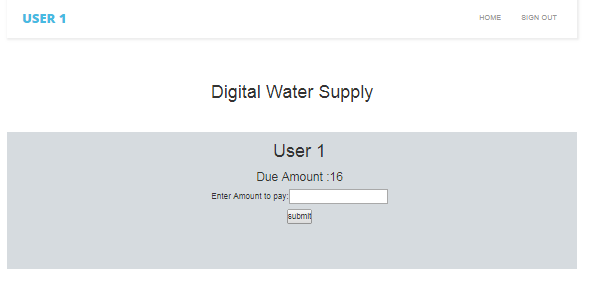 USER 1 HOME SIGN OUT
Digital Water Supply
User 1
Due Amount :16
Enter Amount to pay:
submit